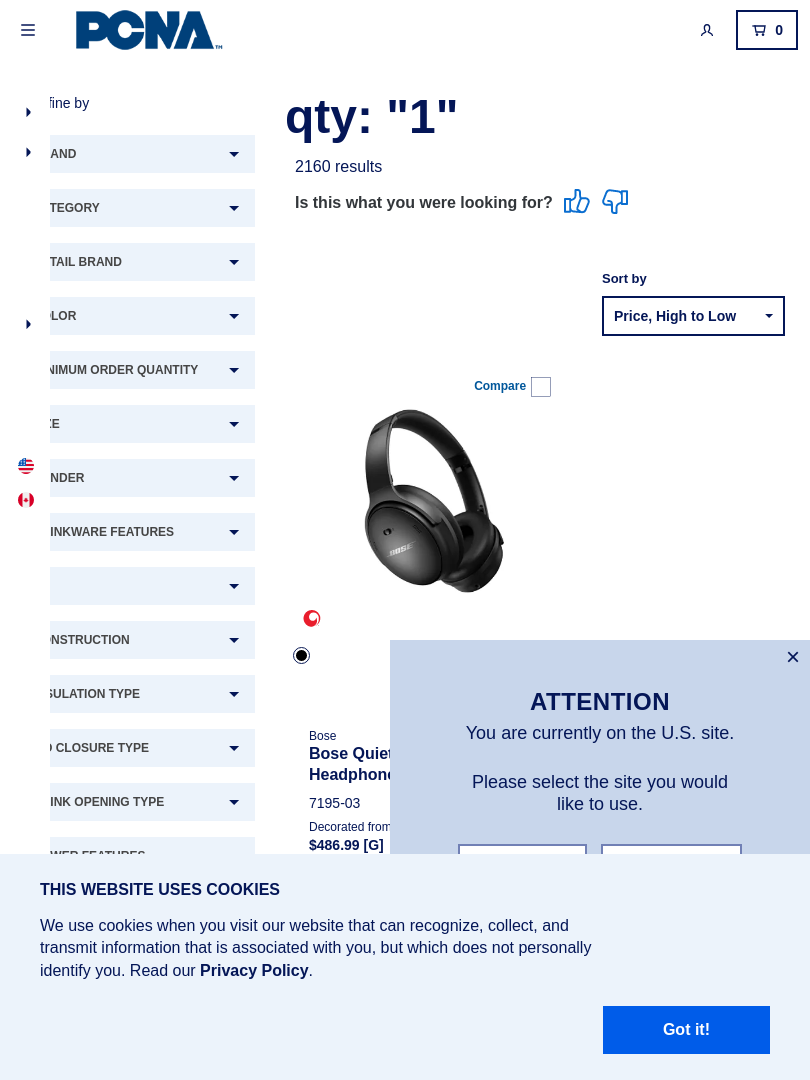 PCNA™
0
fine by
qty: "1"
2160 results
Is this what you were looking for?
AND
TEGORY
TAIL BRAND
OLOR
NIMUM ORDER QUANTITY
ZE
NDER
INKWARE FEATURES
ONSTRUCTION
SULATION TYPE
D CLOSURE TYPE
INK OPENING TYPE
WER FEATURES
Sort by
Price, High to Low
Compare
BOSE
Bose
Bose Quiet
Headphone
7195-03
Decorated from
$486.99 [G]
×
ATTENTION
You are currently on the U.S. site.
Please select the site you would
like to use.
THIS WEBSITE USES COOKIES
We use cookies when you visit our website that can recognize, collect, and
transmit information that is associated with you, but which does not personally
identify you. Read our Privacy Policy.
Got it!